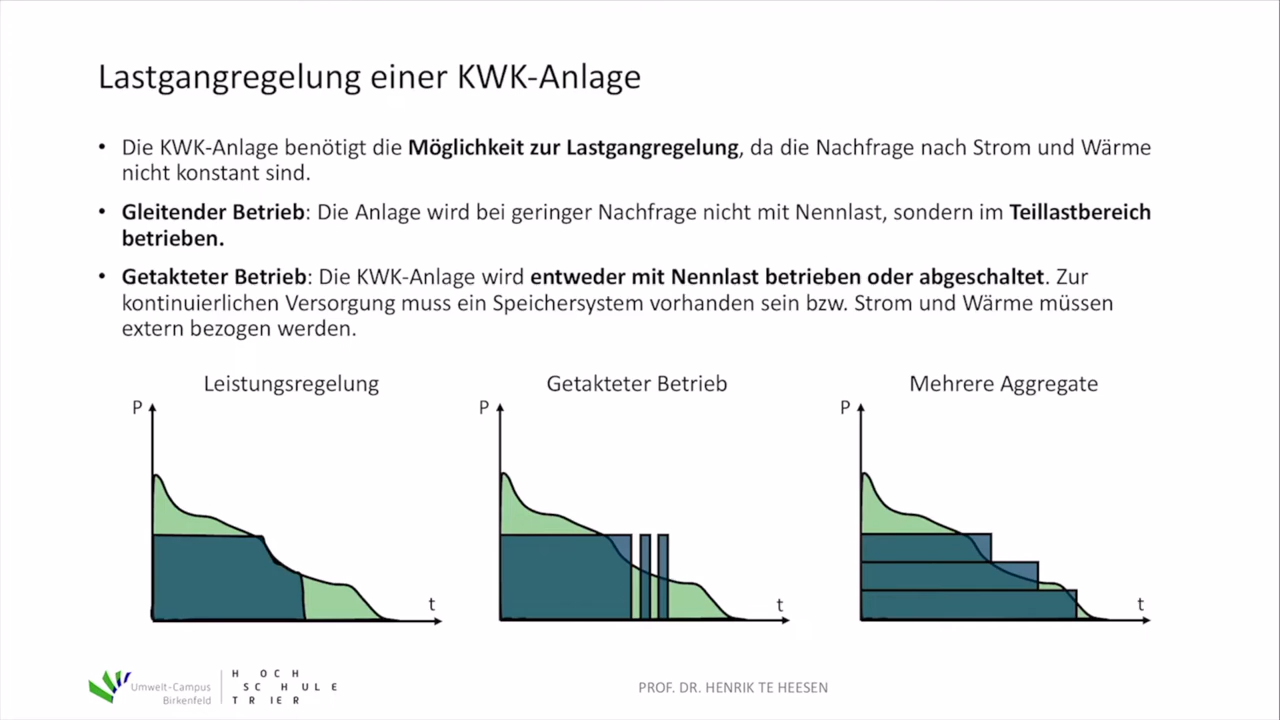 Lastgangregelung einer KWK-Anlage
• Die KWK-Anlage benötigt die Möglichkeit zur Lastgangregelung, da die Nachfrage nach Strom und Wärme
nicht konstant sind.
• Gleitender Betrieb: Die Anlage wird bei geringer Nachfrage nicht mit Nennlast, sondern im Teillastbereich
betrieben.
• Getakteter Betrieb: Die KWK-Anlage wird entweder mit Nennlast betrieben oder abgeschaltet. Zur
kontinuierlichen Versorgung muss ein Speichersystem vorhanden sein bzw. Strom und Wärme müssen
extern bezogen werden.
Leistungsregelung
P
t
Getakteter Betrieb
P
t
Mehrere Aggregate
P
t
Umwelt-Campus
Birkenfeld
HOCH
SCHULE
TRIER
PROF. DR. HENRIK TE HEESEN